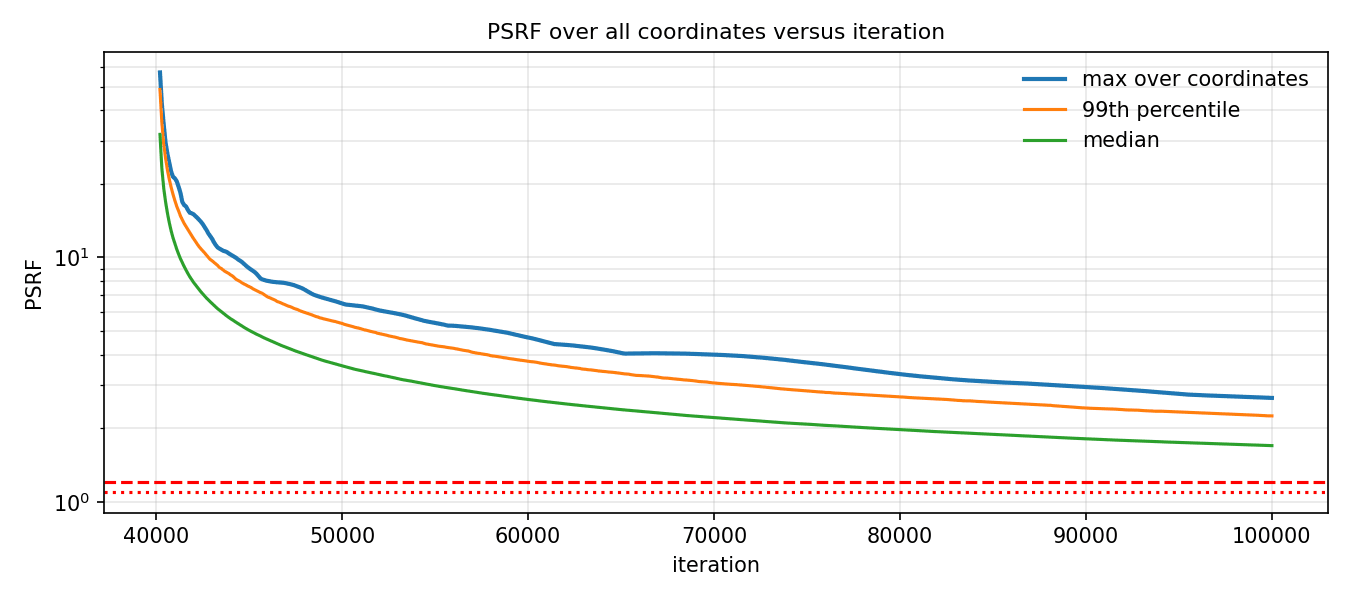 PSRF over all coordinates versus iteration
max over coordinates
99th percentile
median
PSRF
10¹
10⁰
40000 50000 60000 70000 80000 90000 100000
iteration